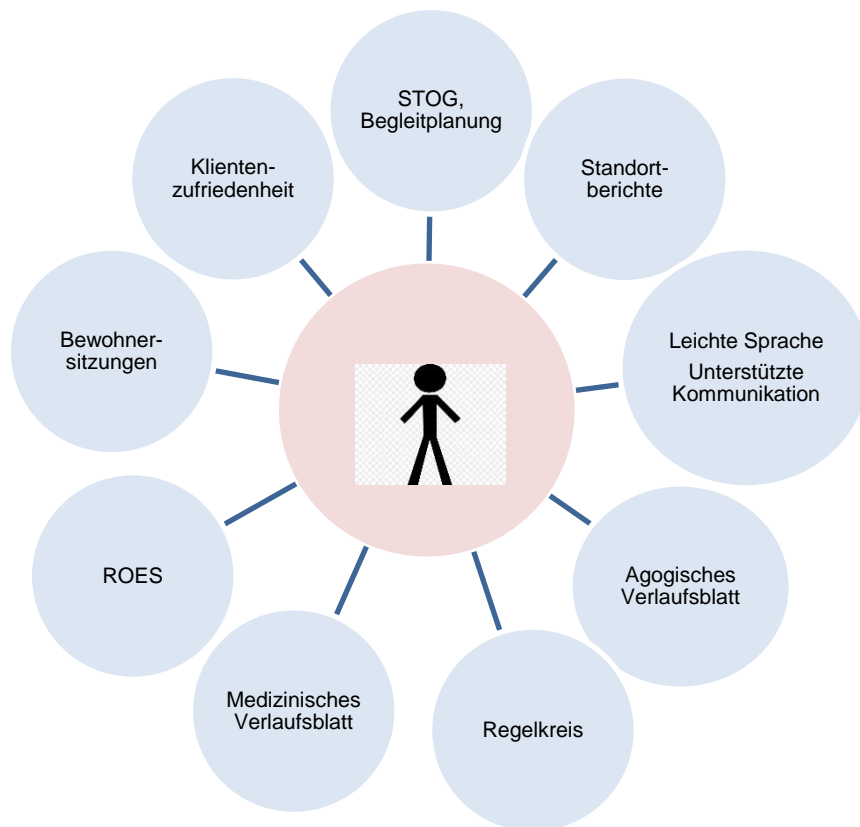 STOG,
Begleitplanung
Standort-
berichte
Leichte Sprache
Unterstützte
Kommunikation
Agogisches
Verlaufsblatt
Regelkreis
Medizinisches
Verlaufsblatt
ROES
Bewohner-
sitzungen
Klienten-
zufriedenheit